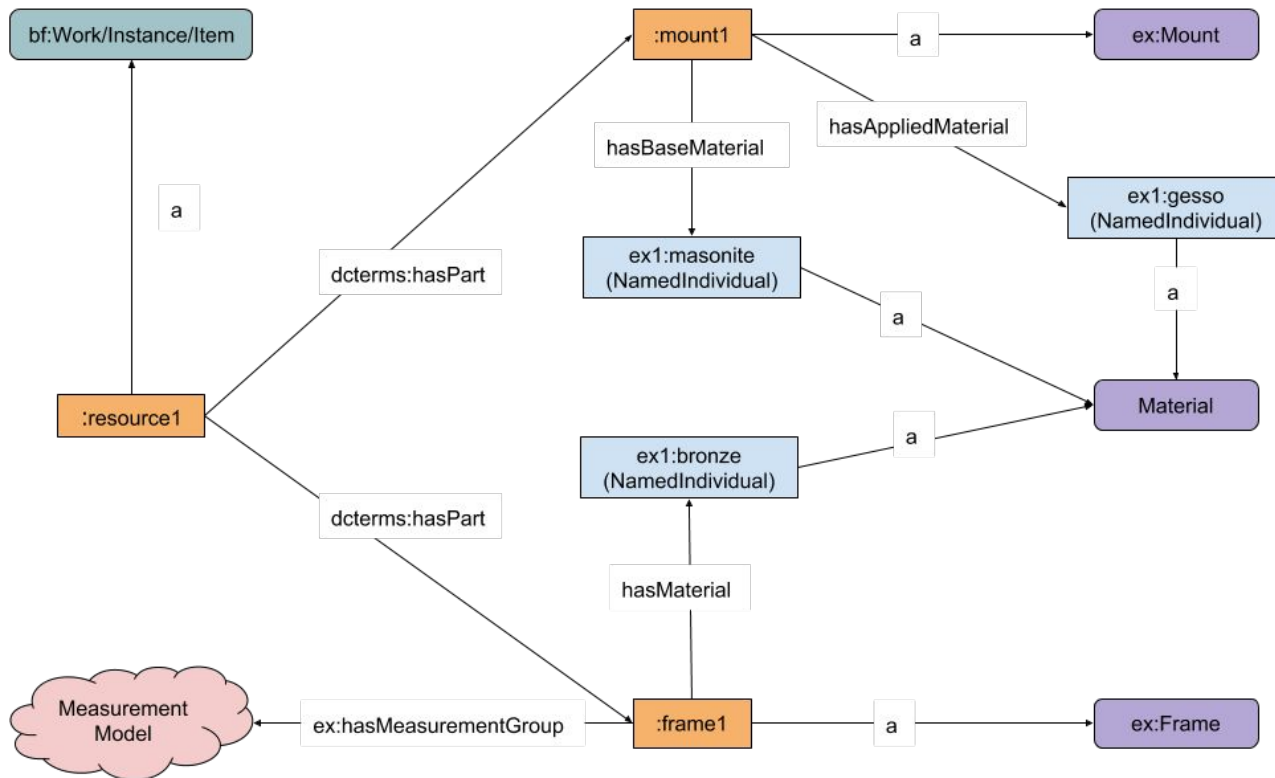 bf:Work/Instance/Item
:mount1
a
ex:Mount
hasAppliedMaterial
hasBaseMaterial
a
ex1:gesso
(NamedIndividual)
ex1:masonite
(NamedIndividual)
dcterms:hasPart
a
a
:resource1
Material
a
ex1:bronze
(NamedIndividual)
dcterms:hasPart
hasMaterial
Measurement
Model
ex:hasMeasurementGroup
:frame1
a
ex:Frame